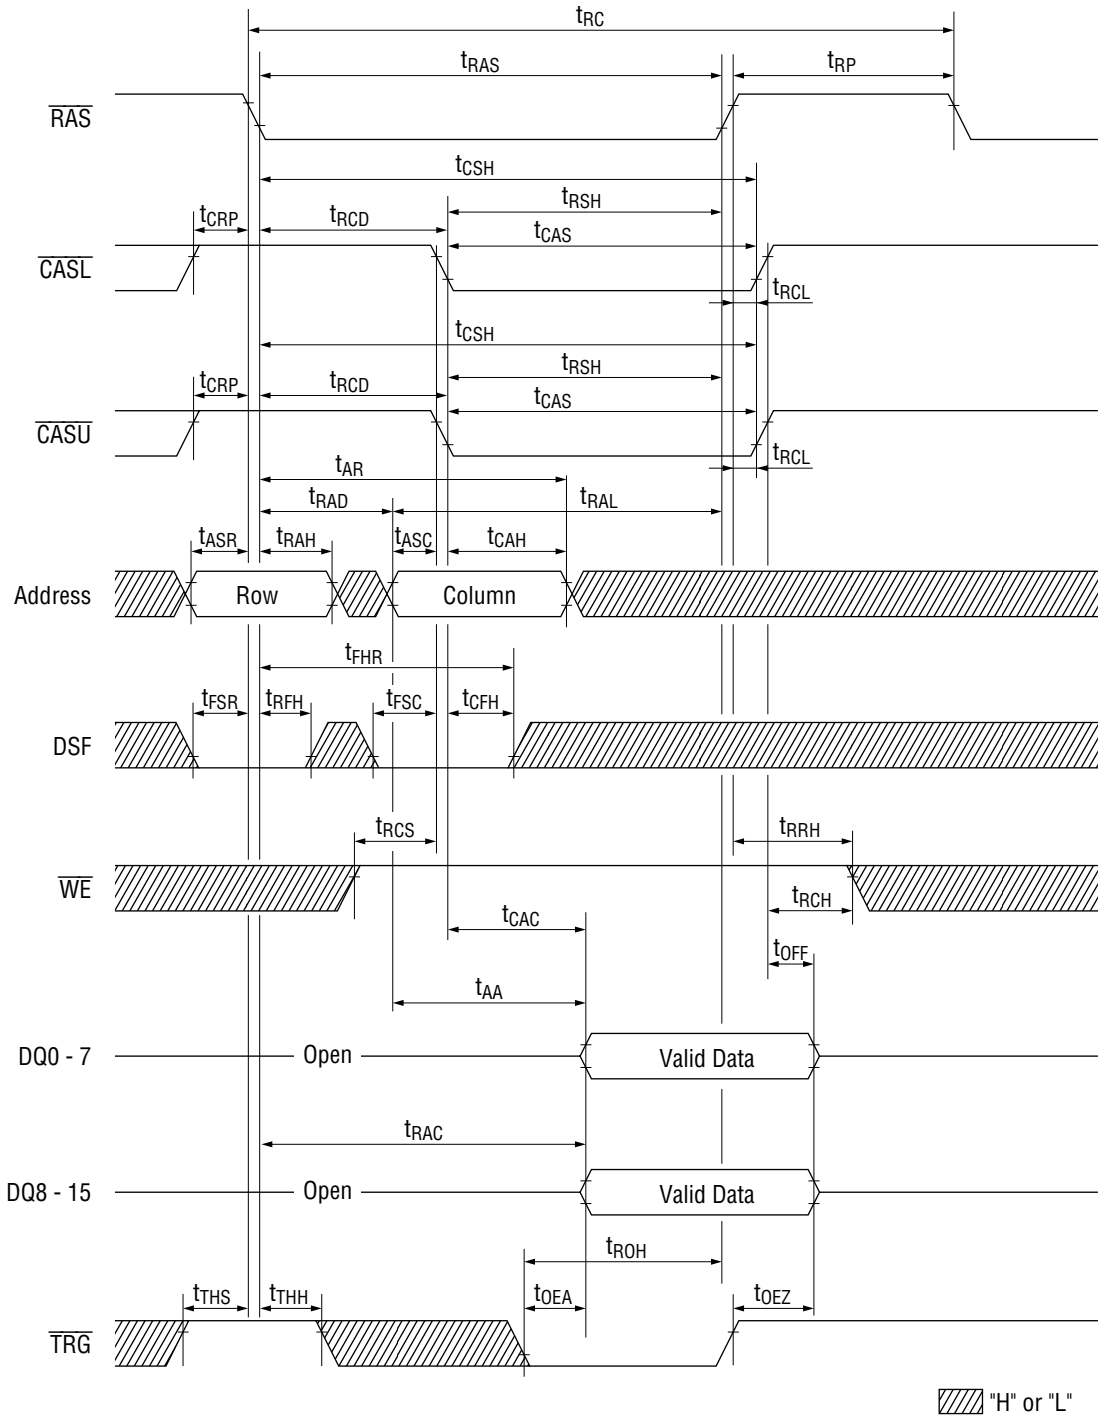 tRC
tRAS
tRP
RAS
tCSH
tRSH
tCRP
tRCD
tCAS
CASL
tRCL
tCSH
tRSH
tCRP
tRCD
tCAS
CASU
tRCL
tAR
tRAD
tRAL
tASR
tRAH
tASC
tCAH
Address
Row
Column
tFHR
tFSR
tRFH
tFSC
tCFH
DSF
tRCS
tRRH
WE
tRCH
tCAC
tOFF
tAA
DQ0 - 7
Open
Valid Data
tRAC
DQ8 - 15
Open
Valid Data
tROH
tTHS
tTHH
tOEA
tOEZ
TRG
"H" or "L"